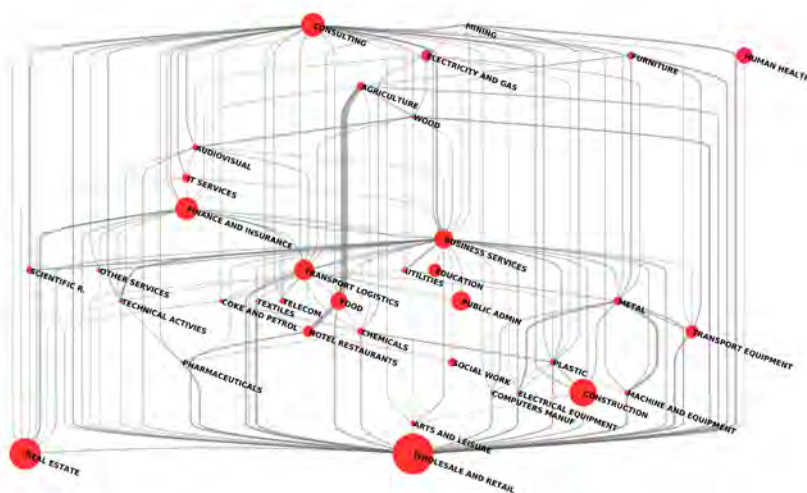 CONSULTING
MINING
ELECTRICITY AND GAS
FURNITURE
HUMAN HEALTH
AGRICULTURE
WOOD
AUDIOVISUAL
IT SERVICES
FINANCE AND INSURANCE
BUSINESS SERVICES
SCIENTIFIC R.
OTHER SERVICES
TRANSPORT LOGISTICS
UTILITIES
EDUCATION
TECHNICAL ACTIVIES
COKE AND PETROL
TEXTILES
TELECOM.
FOOD
PUBLIC ADMIN
METAL
HOTEL RESTAURANTS
CHEMICALS
TRANSPORT EQUIPMENT
PHARMACEUTICALS
SOCIAL WORK
PLASTIC
COMPUTERS MANUF
ELECTRICAL EQUIPMENT
CONSTRUCTION
MACHINE AND EQUIPMENT
ARTS AND LEISURE
REAL ESTATE
WHOLESALE AND RETAIL